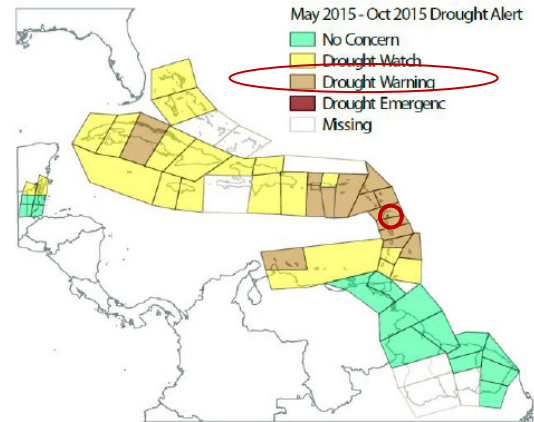 May 2015 - Oct 2015 Drought Alert
No Concern
Drought Watch
Drought Warning
Drought Emergenc
Missing